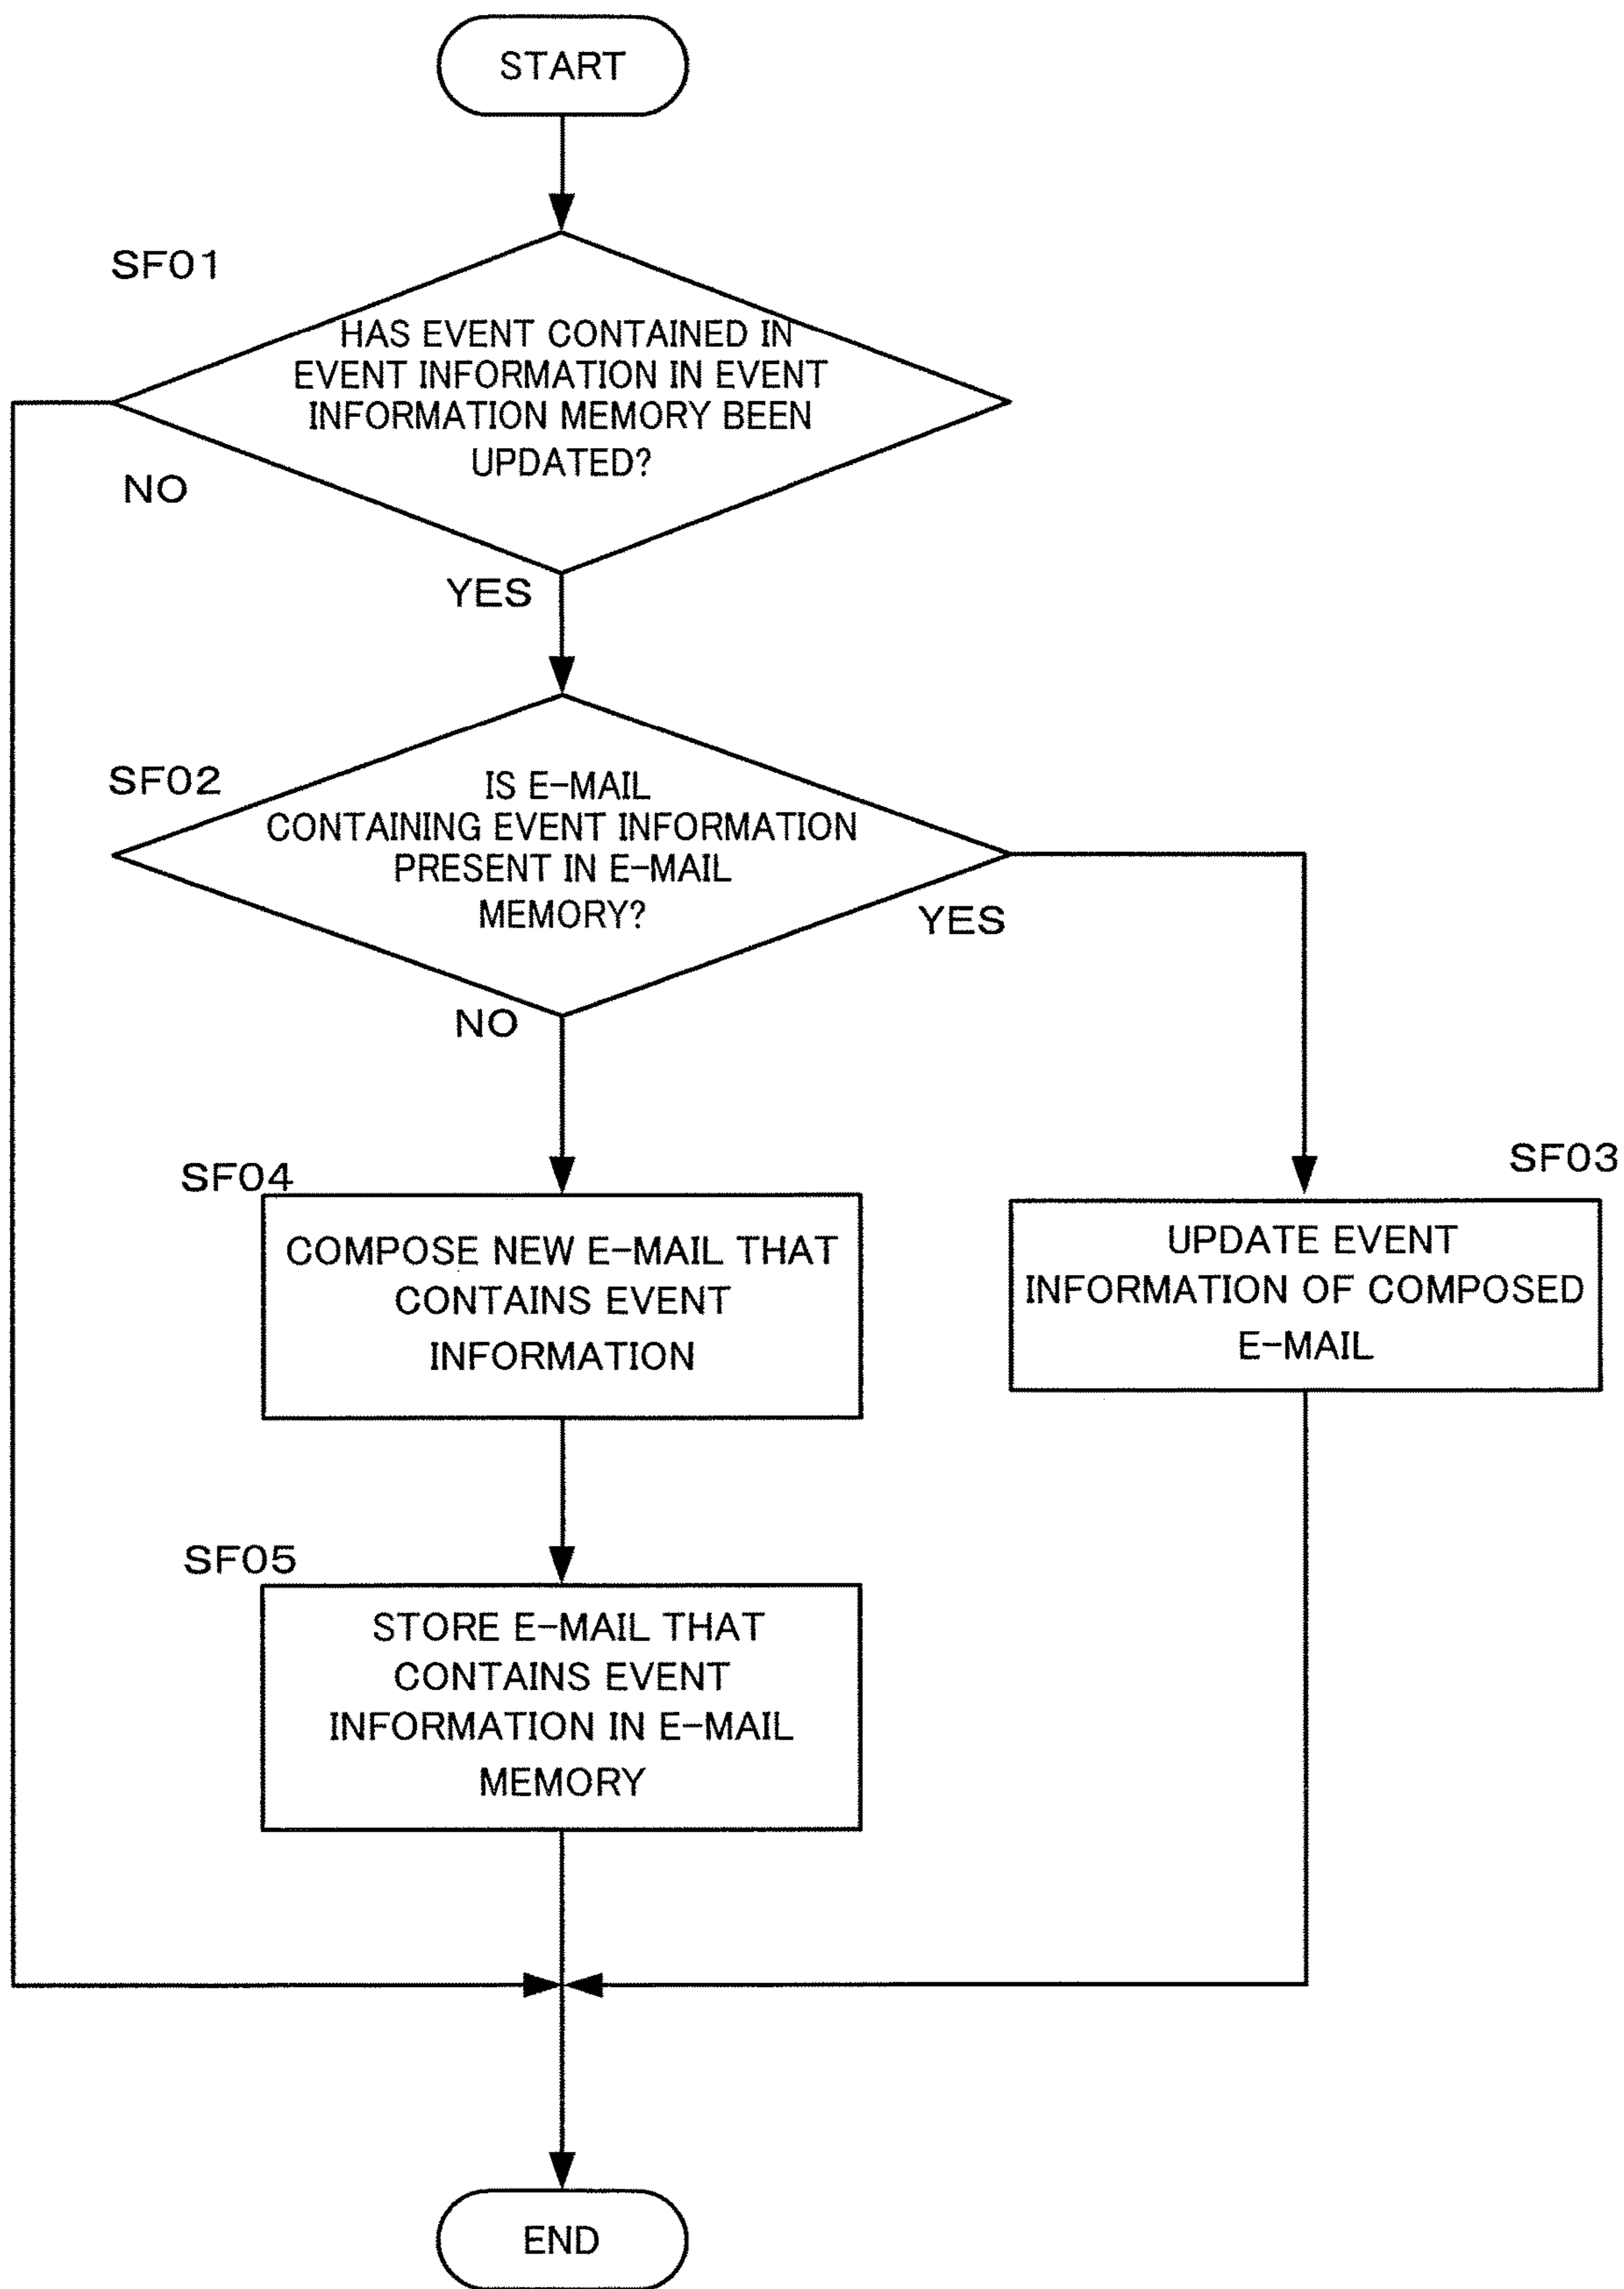 START
SF01
HAS EVENT CONTAINED IN
EVENT INFORMATION IN EVENT
INFORMATION MEMORY BEEN
UPDATED?
NO
YES
SF02
IS E-MAIL
CONTAINING EVENT INFORMATION
PRESENT IN E-MAIL
MEMORY?
YES
NO
SF04
COMPOSE NEW E-MAIL THAT
CONTAINS EVENT
INFORMATION
SF03
UPDATE EVENT
INFORMATION OF COMPOSED
E-MAIL
SF05
STORE E-MAIL THAT
CONTAINS EVENT
INFORMATION IN E-MAIL
MEMORY
END